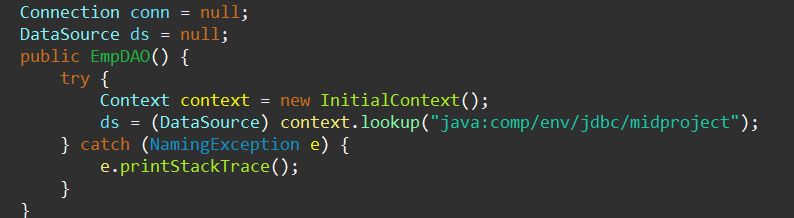 Connection conn = null;
DataSource ds = null;
public EmpDAO() {
    try {
        Context context = new InitialContext();
        ds = (DataSource) context.lookup("java:comp/env/jdbc/midproject");
    } catch (NamingException e) {
        e.printStackTrace();
    }
}